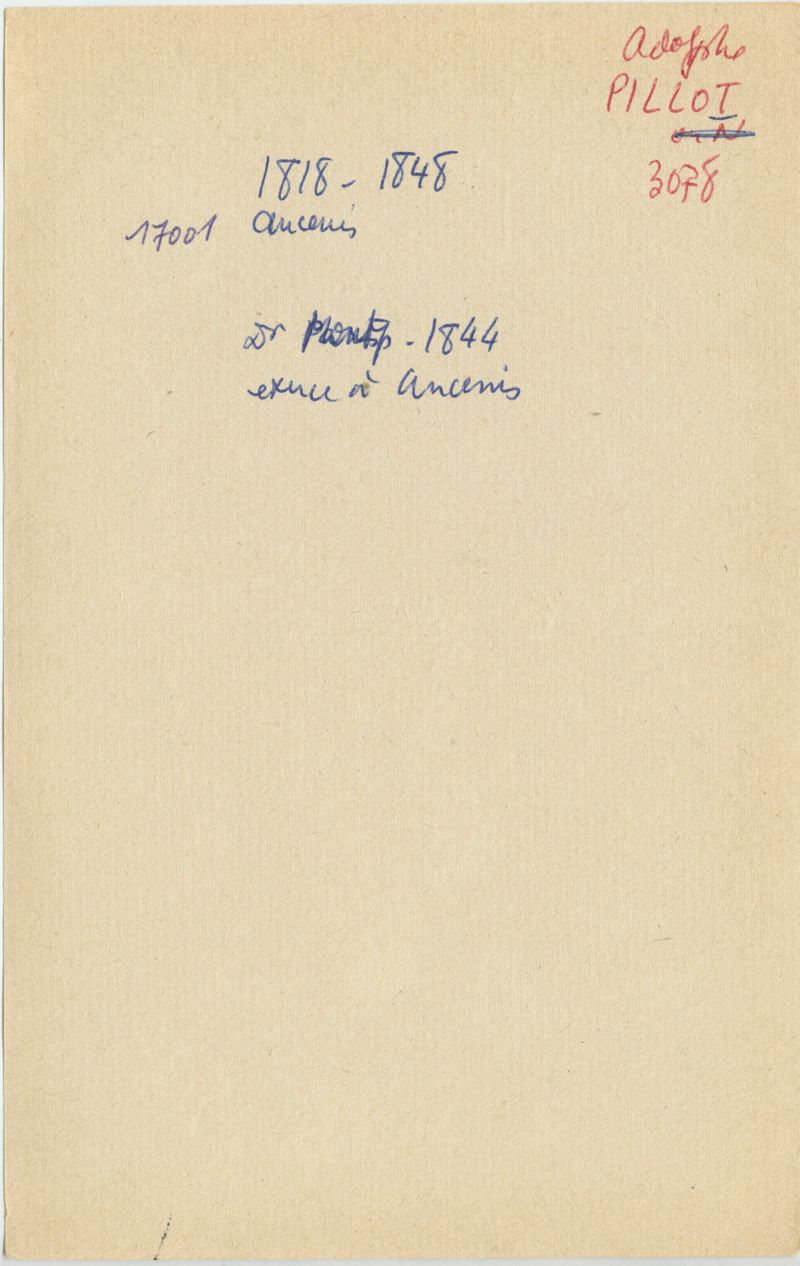 Adolphe
PILLOT
3078
1818 - 1848
17001 Ancenis
Dr - 1844
exerce à Ancenis